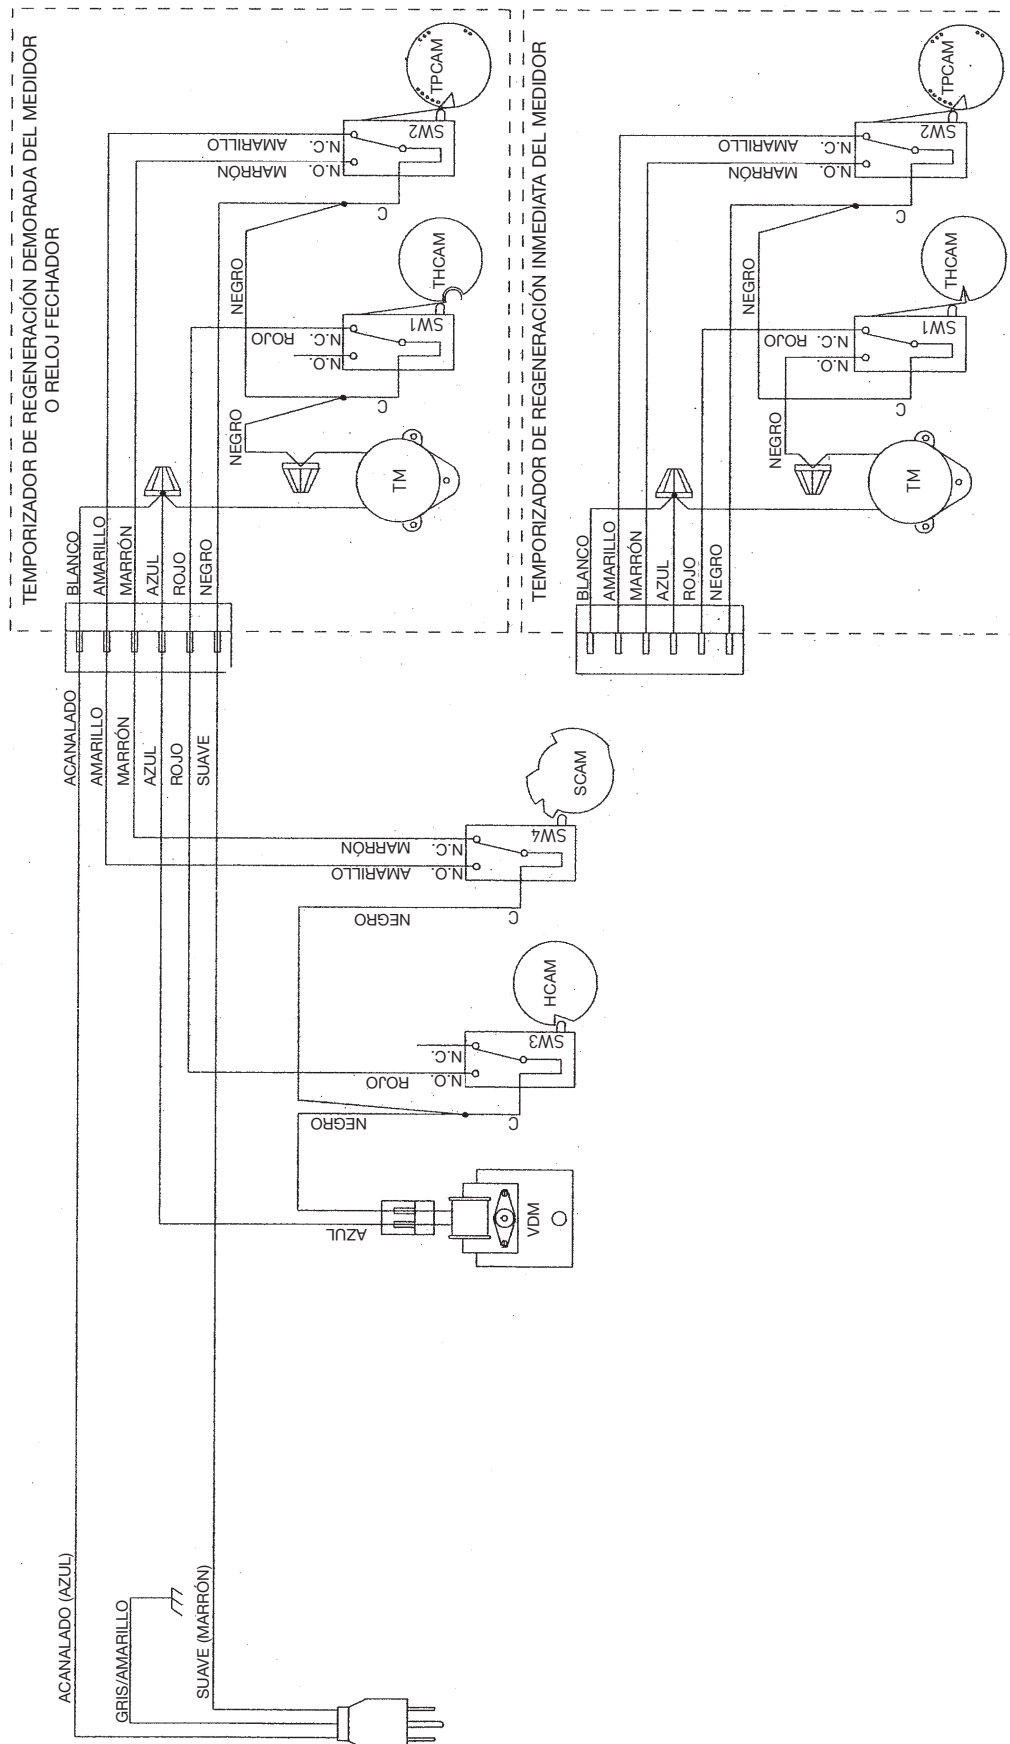 TEMPORIZADOR DE REGENERACIÓN DEMORADA DEL MEDIDOR
O RELOJ FECHADOR
TPCAM
SW2
N.C.
AMARILLO
N.O.
MARRÓN
C
NEGRO
THCAM
SW1
N.C.
ROJO
N.O.
C
NEGRO
TM
BLANCO
AMARILLO
MARRÓN
AZUL
ROJO
NEGRO
TEMPORIZADOR DE REGENERACIÓN INMEDIATA DEL MEDIDOR
TPCAM
SW2
N.C.
AMARILLO
N.O.
MARRÓN
C
NEGRO
THCAM
SW1
N.C.
ROJO
N.O.
C
NEGRO
TM
BLANCO
AMARILLO
MARRÓN
AZUL
ROJO
NEGRO
ACANALADO
AMARILLO
MARRÓN
AZUL
ROJO
SUAVE
SCAM
SW4
N.C.
MARRÓN
N.O.
AMARILLO
C
NEGRO
HCAM
SW3
N.C.
N.O.
ROJO
C
NEGRO
VDM
AZUL
ACANALADO (AZUL)
GRIS/AMARILLO
SUAVE (MARRÓN)